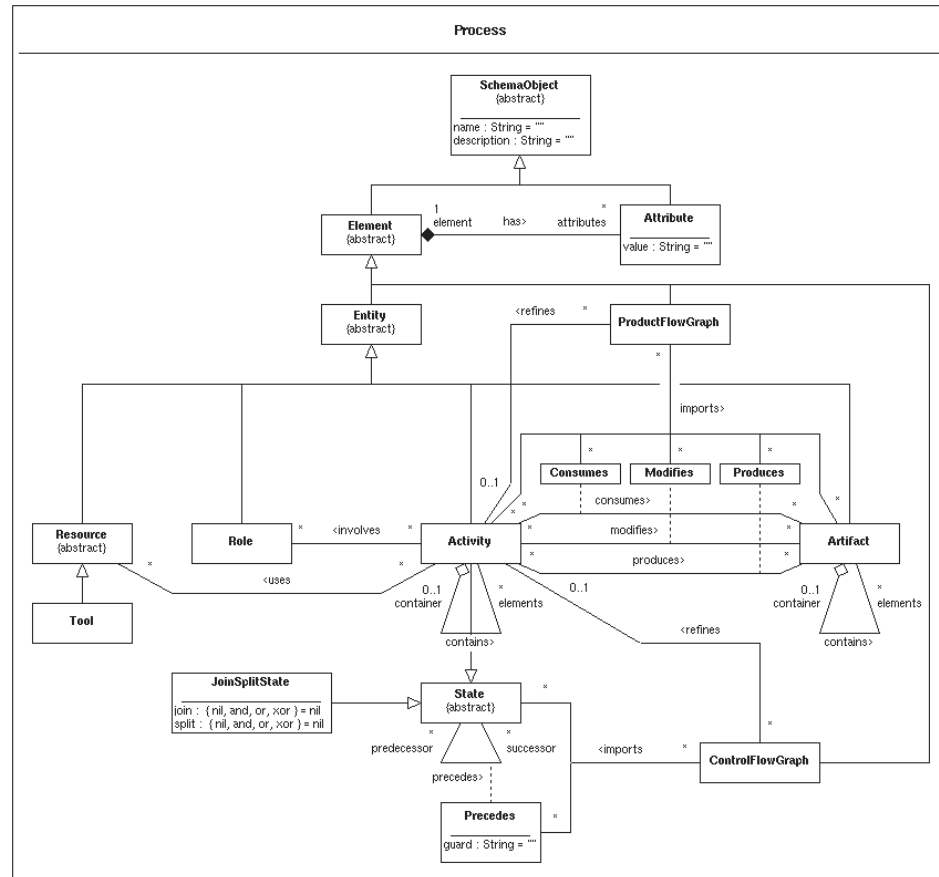 Process
SchemaObject
{abstract}
name : String = ""
description : String = ""
1
element
has>
*
attributes
Element
{abstract}
Attribute
value : String = ""
Entity
{abstract}
<refines
*
ProductFlowGraph
*
imports>
*
*
*
Consumes
Modifies
Produces
0..1
*
*
consumes>
*
*
Resource
{abstract}
*
Role
*
<involves
*
Activity
*
modifies>
*
Artifact
*
<uses
*
*
produces>
*
Tool
0..1
container
*
elements
contains>
0..1
<refines
0..1
container
*
elements
contains>
JoinSplitState
join : { nil, and, or, xor } = nil
split : { nil, and, or, xor } = nil
State
{abstract}
*
*
predecessor
*
successor
precedes>
<imports
*
*
ControlFlowGraph
Precedes
guard : String = ""
*